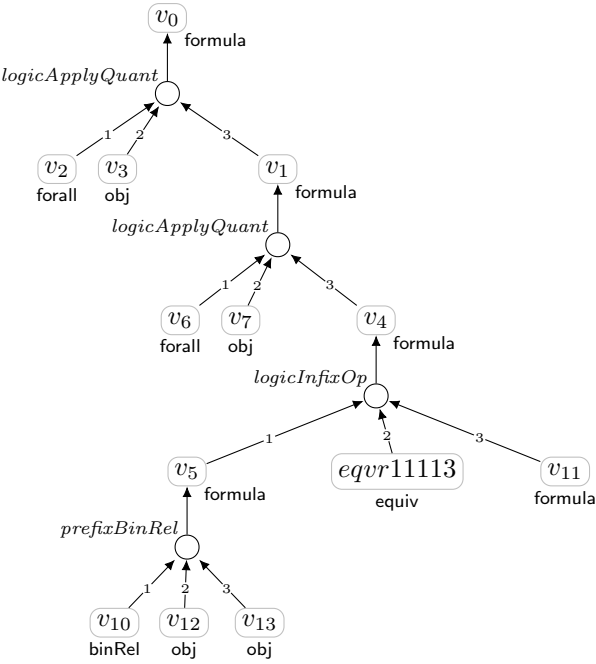 v0
formula
logicApplyQuant
1 2 3
v2 v3 v1
forall obj formula
logicApplyQuant
1 2 3
v6 v7 v4
forall obj formula
logicInfixOp
1 2 3
v5 eqvr11113 v11
formula equiv formula
prefixBinRel
1 2 3
v10 v12 v13
binRel obj obj